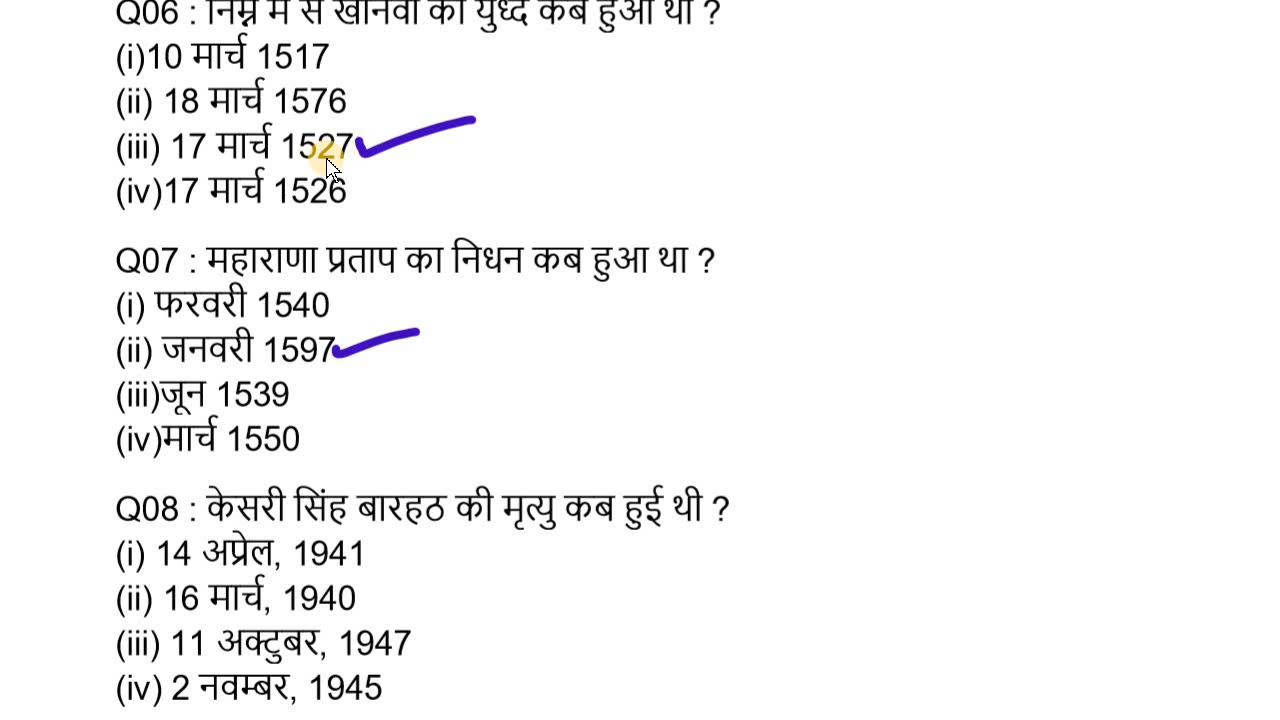 Q06 : निम्न में से खानवा का युध्द कब हुआ था ?
(i)10 मार्च 1517
(ii) 18 मार्च 1576
(iii) 17 मार्च 1527
(iv)17 मार्च 1526
Q07 : महाराणा प्रताप का निधन कब हुआ था ?
(i) फरवरी 1540
(ii) जनवरी 1597
(iii)जून 1539
(iv)मार्च 1550
Q08 : केसरी सिंह बारहठ की मृत्यु कब हुई थी ?
(i) 14 अप्रेल, 1941
(ii) 16 मार्च, 1940
(iii) 11 अक्टुबर, 1947
(iv) 2 नवम्बर, 1945